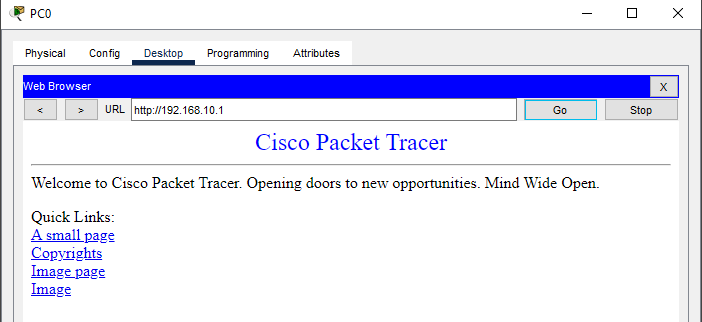 PC0
Physical Config Desktop Programming Attributes
Web Browser X
< > URL http://192.168.10.1 Go Stop
Cisco Packet Tracer
Welcome to Cisco Packet Tracer. Opening doors to new opportunities. Mind Wide Open.
Quick Links:
A small page
Copyrights
Image page
Image